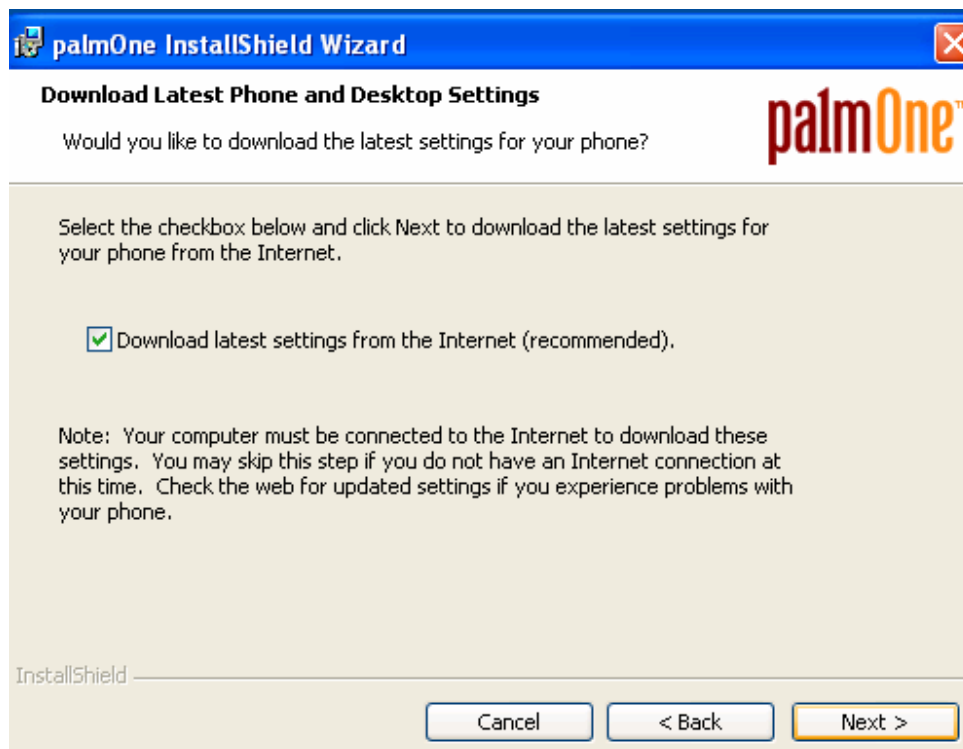 palmOne InstallShield Wizard
Download Latest Phone and Desktop Settings
Would you like to download the latest settings for your phone?
palmOne™
Select the checkbox below and click Next to download the latest settings for
your phone from the Internet.
Download latest settings from the Internet (recommended).
Note:  Your computer must be connected to the Internet to download these
settings.  You may skip this step if you do not have an Internet connection at
this time.  Check the web for updated settings if you experience problems with
your phone.
InstallShield
Cancel
< Back
Next >